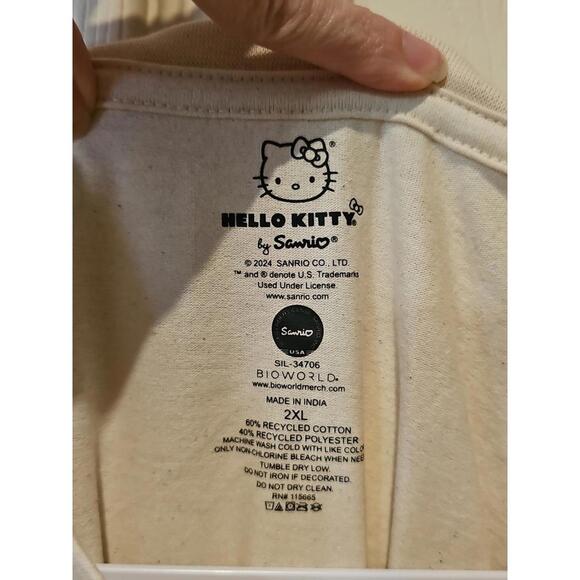 HELLO KITTY®
by Sanrio®
© 2024 SANRIO CO., LTD.
™ and ® denote U.S. Trademarks
Used Under License
www.sanrio.com
Sanrio
USA
SIL-34706
BIOWORLD®
www.bioworldmerch.com
MADE IN INDIA
2XL
60% RECYCLED COTTON
40% RECYCLED POLYESTER
MACHINE WASH COLD WITH LIKE COLO
ONLY NON-CHLORINE BLEACH WHEN NEE
TUMBLE DRY LOW.
DO NOT IRON IF DECORATED.
DO NOT DRY CLEAN.
RN# 115665